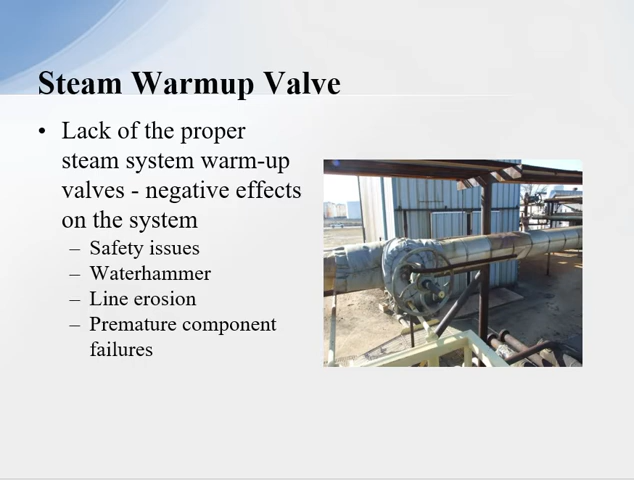 Steam Warmup Valve
• Lack of the proper
steam system warm-up
valves - negative effects
on the system
– Safety issues
– Waterhammer
– Line erosion
– Premature component
failures